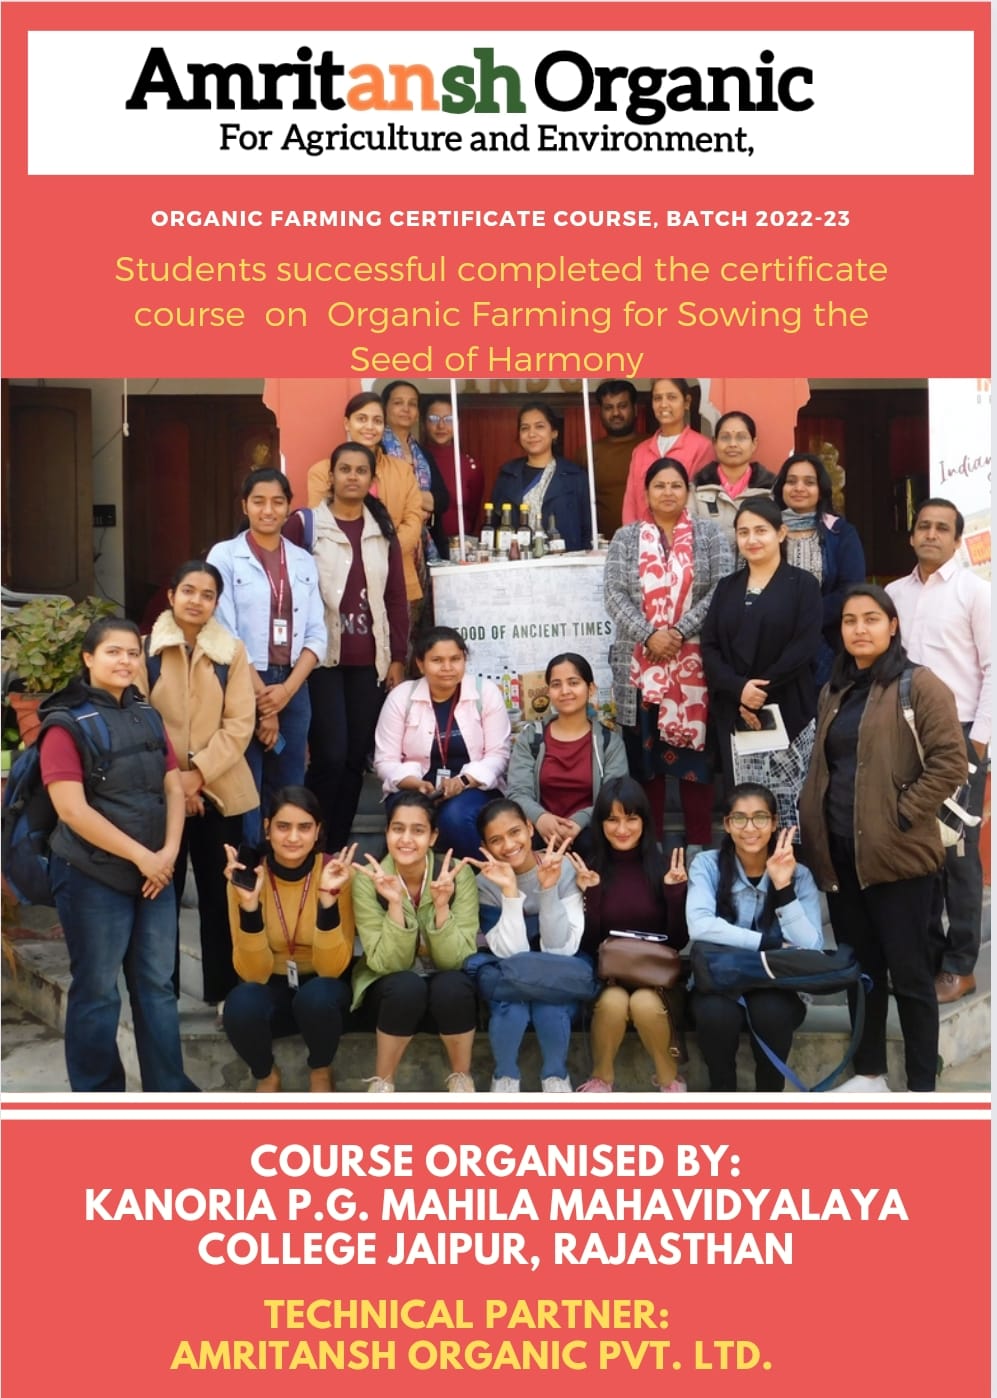 Amritansh Organic
For Agriculture and Environment,
ORGANIC FARMING CERTIFICATE COURSE, BATCH 2022-23
Students successful completed the certificate
course on Organic Farming for Sowing the
Seed of Harmony
Indian
FOOD OF ANCIENT TIMES
COURSE ORGANISED BY:
KANORIA P.G. MAHILA MAHAVIDYALAYA
COLLEGE JAIPUR, RAJASTHAN
TECHNICAL PARTNER:
AMRITANSH ORGANIC PVT. LTD.